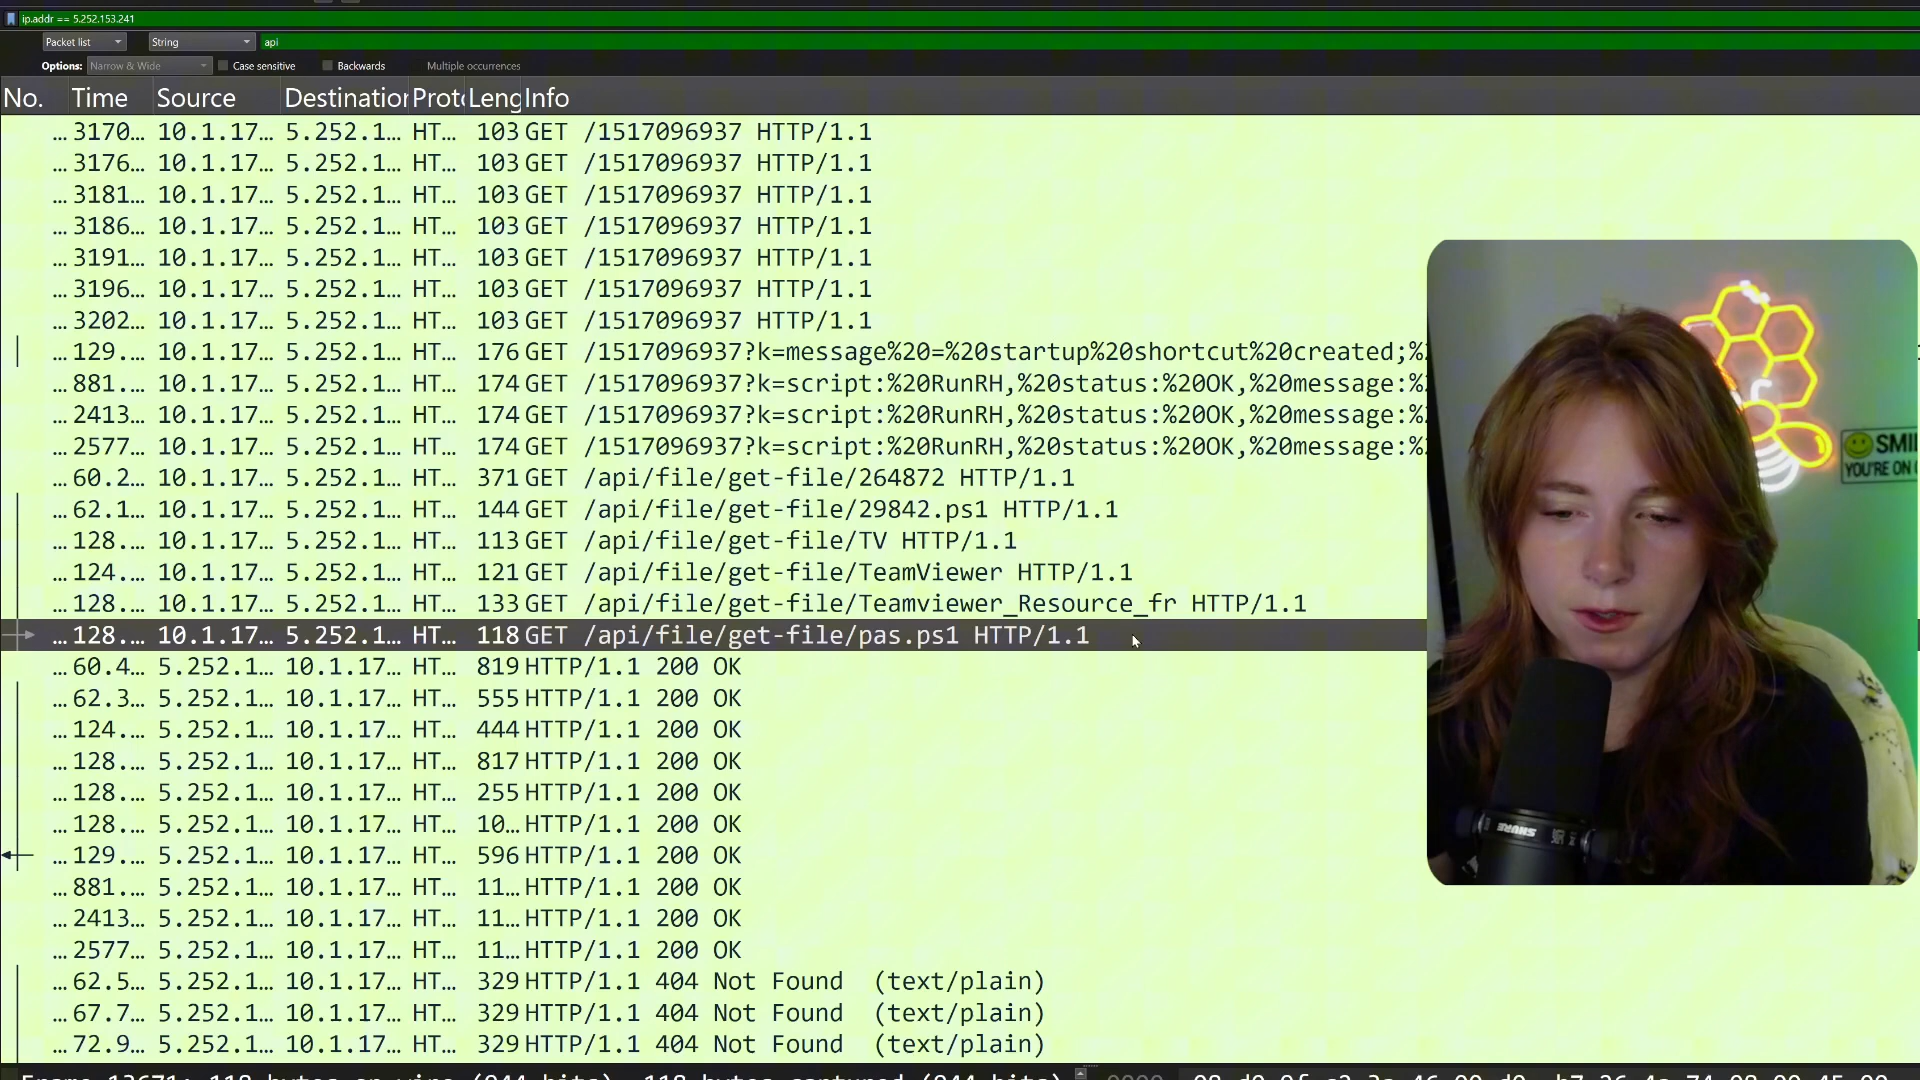 ip.addr == 5.252.153.241
Packet list String api
Options: Narrow & Wide Case sensitive Backwards Multiple occurrences
No. Time Source Destination Proto Leng Info
… 3170… 10.1.17… 5.252.1… HT… 103 GET /1517096937 HTTP/1.1
… 3176… 10.1.17… 5.252.1… HT… 103 GET /1517096937 HTTP/1.1
… 3181… 10.1.17… 5.252.1… HT… 103 GET /1517096937 HTTP/1.1
… 3186… 10.1.17… 5.252.1… HT… 103 GET /1517096937 HTTP/1.1
… 3191… 10.1.17… 5.252.1… HT… 103 GET /1517096937 HTTP/1.1
… 3196… 10.1.17… 5.252.1… HT… 103 GET /1517096937 HTTP/1.1
… 3202… 10.1.17… 5.252.1… HT… 103 GET /1517096937 HTTP/1.1
… 129.… 10.1.17… 5.252.1… HT… 176 GET /1517096937?k=message%20=%20startup%20shortcut%20created;%2
… 881.… 10.1.17… 5.252.1… HT… 174 GET /1517096937?k=script:%20RunRH,%20status:%20OK,%20message:%2
… 2413… 10.1.17… 5.252.1… HT… 174 GET /1517096937?k=script:%20RunRH,%20status:%20OK,%20message:%2
… 2577… 10.1.17… 5.252.1… HT… 174 GET /1517096937?k=script:%20RunRH,%20status:%20OK,%20message:%2
… 60.2… 10.1.17… 5.252.1… HT… 371 GET /api/file/get-file/264872 HTTP/1.1
… 62.1… 10.1.17… 5.252.1… HT… 144 GET /api/file/get-file/29842.ps1 HTTP/1.1
… 128.… 10.1.17… 5.252.1… HT… 113 GET /api/file/get-file/TV HTTP/1.1
… 124.… 10.1.17… 5.252.1… HT… 121 GET /api/file/get-file/TeamViewer HTTP/1.1
… 128.… 10.1.17… 5.252.1… HT… 133 GET /api/file/get-file/Teamviewer_Resource_fr HTTP/1.1
… 128.… 10.1.17… 5.252.1… HT… 118 GET /api/file/get-file/pas.ps1 HTTP/1.1
… 60.4… 5.252.1… 10.1.17… HT… 819 HTTP/1.1 200 OK
… 62.3… 5.252.1… 10.1.17… HT… 555 HTTP/1.1 200 OK
… 124.… 5.252.1… 10.1.17… HT… 444 HTTP/1.1 200 OK
… 128.… 5.252.1… 10.1.17… HT… 817 HTTP/1.1 200 OK
… 128.… 5.252.1… 10.1.17… HT… 255 HTTP/1.1 200 OK
… 128.… 5.252.1… 10.1.17… HT… 10… HTTP/1.1 200 OK
… 129.… 5.252.1… 10.1.17… HT… 596 HTTP/1.1 200 OK
… 881.… 5.252.1… 10.1.17… HT… 11… HTTP/1.1 200 OK
… 2413… 5.252.1… 10.1.17… HT… 11… HTTP/1.1 200 OK
… 2577… 5.252.1… 10.1.17… HT… 11… HTTP/1.1 200 OK
… 62.5… 5.252.1… 10.1.17… HT… 329 HTTP/1.1 404 Not Found (text/plain)
… 67.7… 5.252.1… 10.1.17… HT… 329 HTTP/1.1 404 Not Found (text/plain)
… 72.9… 5.252.1… 10.1.17… HT… 329 HTTP/1.1 404 Not Found (text/plain)
SMIL
YOU'RE ON
SHURE